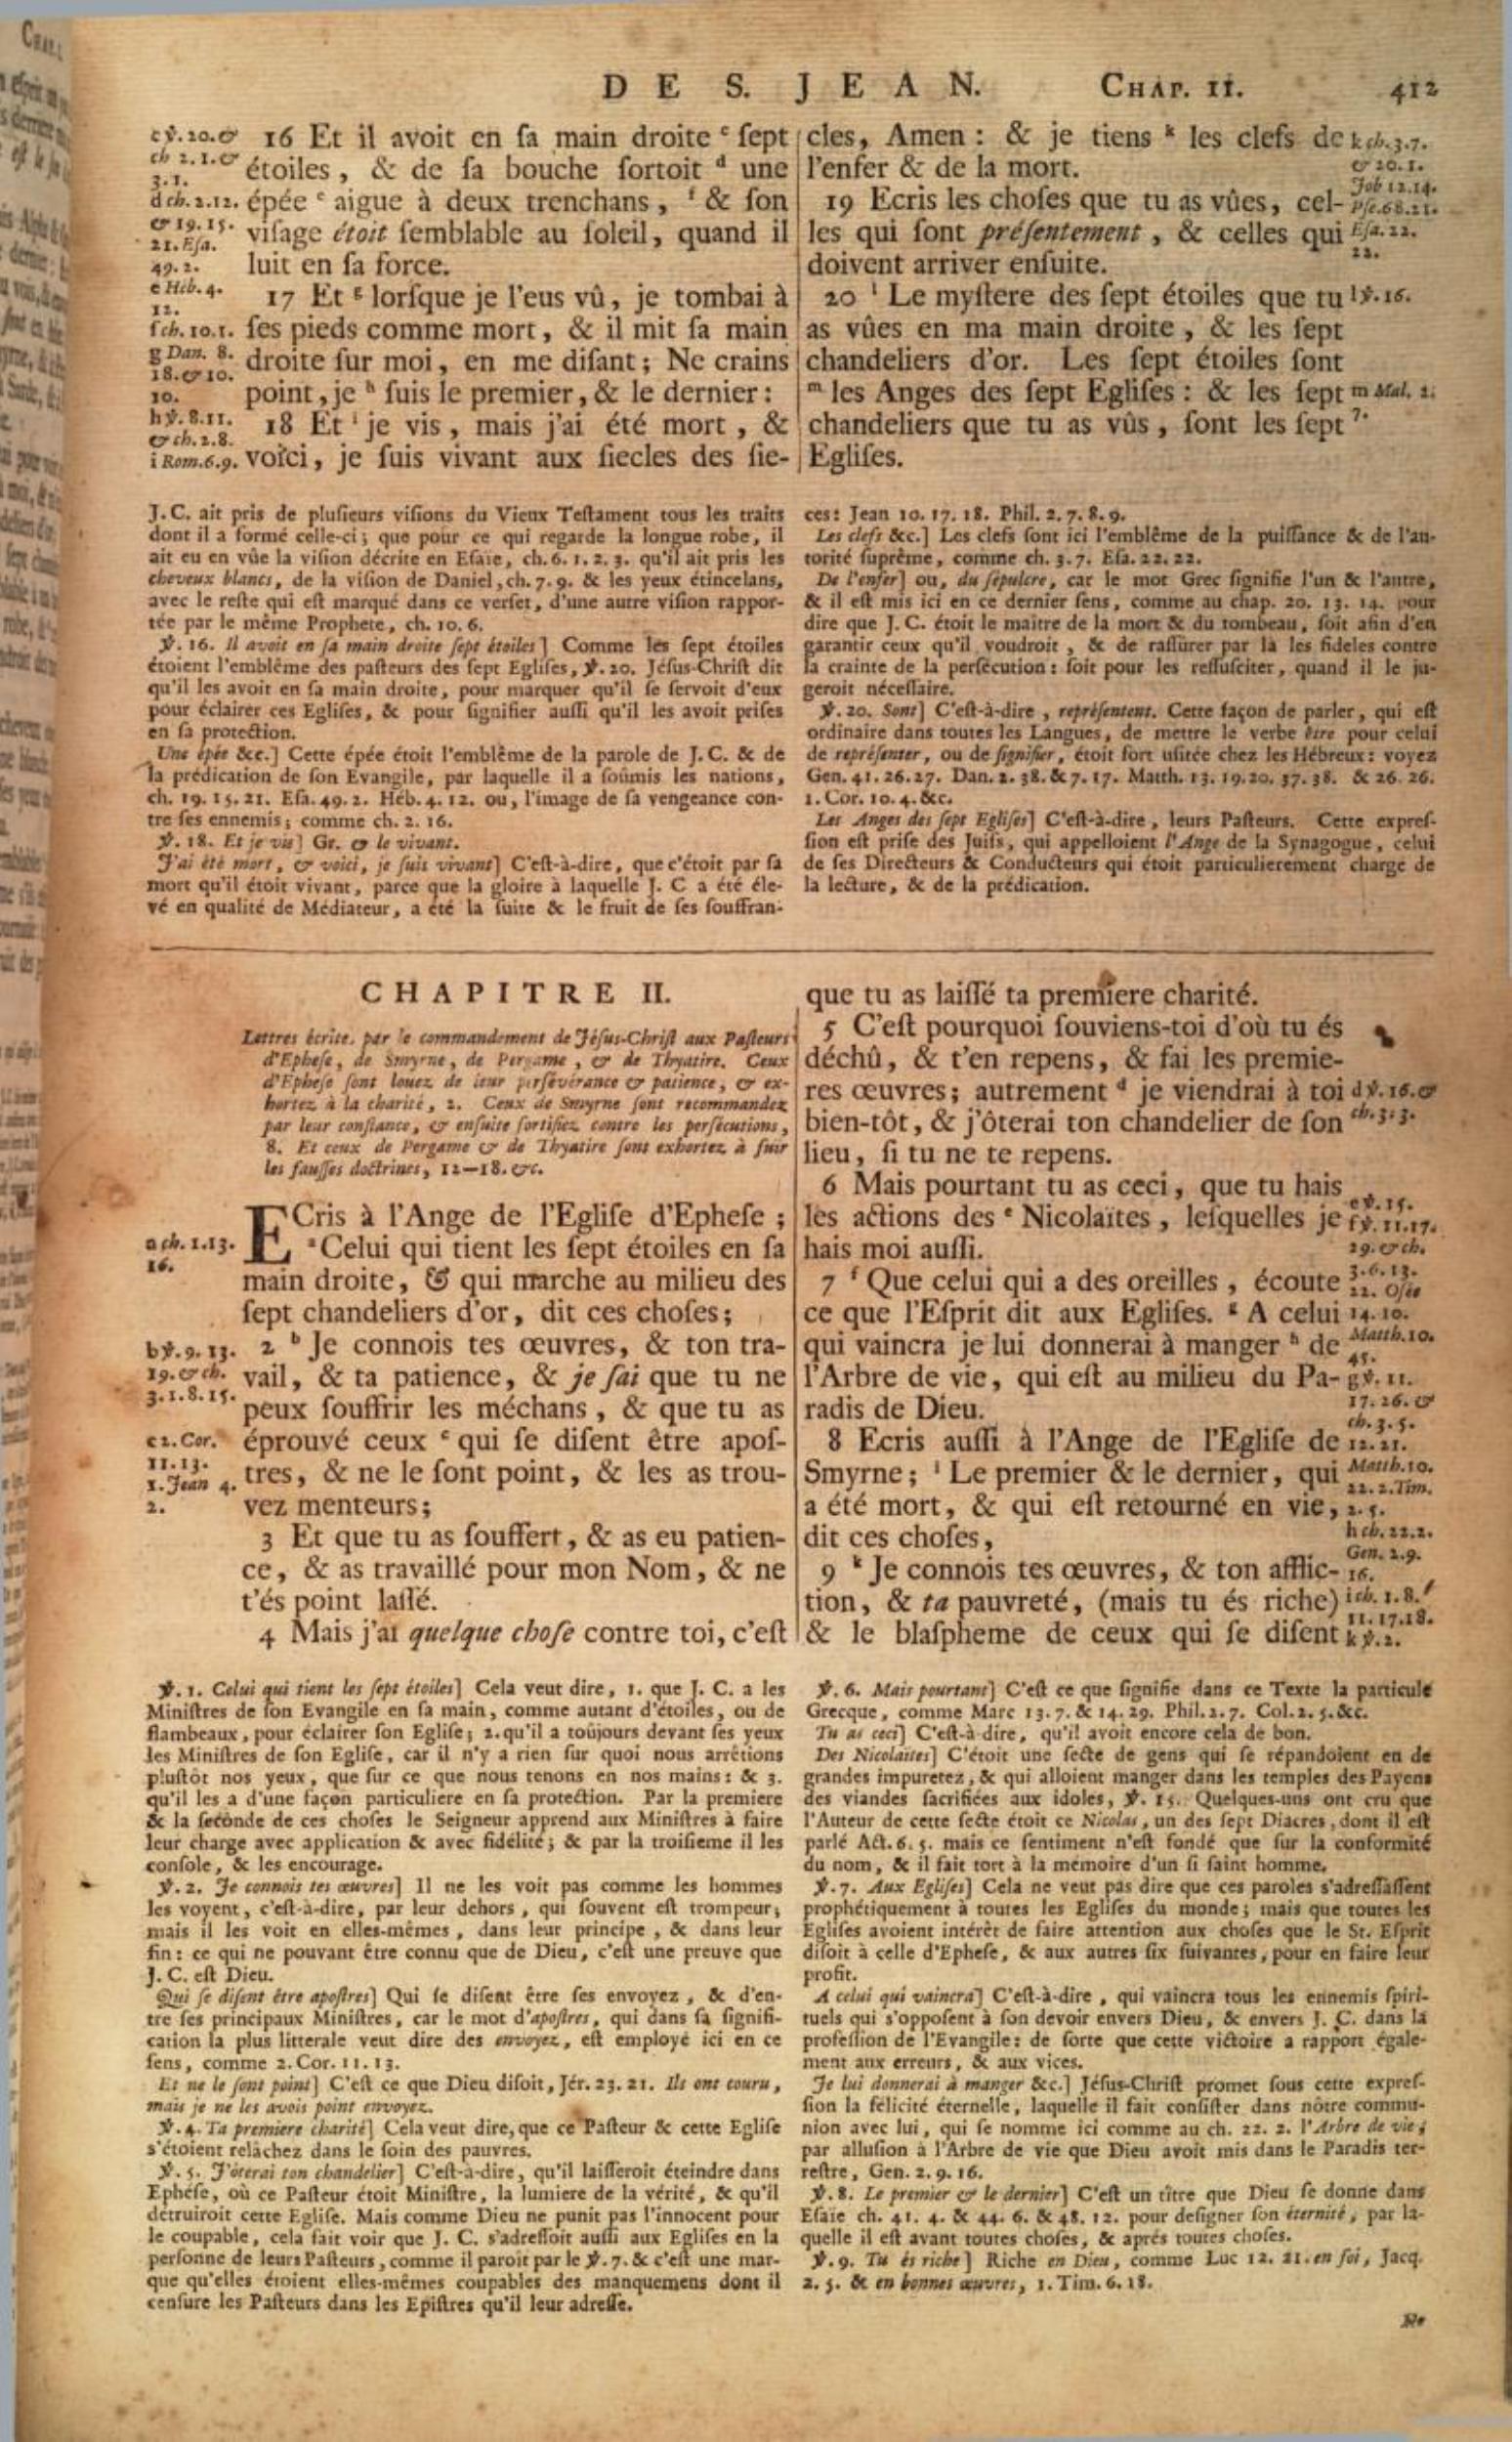 DE S. JEAN. CHAP. II. 412
c ỳ.20.&
ch 2.1.&
3.1.
d ch.2.12.
& 19.15.
21. Esa.
49.2.
e Héb.4.
12.
f ch.10.1.
g Dan. 8.
18.&10.
10.
h ỳ.8.11.
& ch.2.8.
i Rom.6.9.
16 Et il avoit en ſa main droite c ſept
étoiles, & de ſa bouche ſortoit d une
épée e aigue à deux trenchans, f & ſon
viſage étoit ſemblable au ſoleil, quand il
luit en ſa force.
17 Et g lorſque je l'eus vû, je tombai à
ſes pieds comme mort, & il mit ſa main
droite ſur moi, en me diſant; Ne crains
point, je h ſuis le premier, & le dernier:
18 Et i je vis, mais j'ai été mort, &
voici, je ſuis vivant aux ſiecles des ſie-
cles, Amen: & je tiens k les clefs de
l'enfer & de la mort.
19 Ecris les choſes que tu as vûes, cel-
les qui ſont préſentement, & celles qui
doivent arriver enſuite.
20 l Le myſtere des ſept étoiles que tu
as vûes en ma main droite, & les ſept
chandeliers d'or. Les ſept étoiles ſont
m les Anges des ſept Egliſes: & les ſept
chandeliers que tu as vûs, ſont les ſept
Egliſes.
k ch.3.7.
& 20.1.
Job 12.14.
Pſe.68.21.
Eſa.22.
22.
l ỳ.16.
m Mal. 2.
7.
J.C. ait pris de pluſieurs viſions du Vieux Teſtament tous les traits
dont il a formé celle-ci; que pour ce qui regarde la longue robe, il
ait eu en vûe la viſion décrite en Eſaïe, ch.6.1.2.3. qu'il ait pris les
cheveux blancs, de la viſion de Daniel, ch.7.9. & les yeux étincelans,
avec le reſte qui eſt marqué dans ce verſet, d'une autre viſion rappor-
tée par le même Prophete, ch.10.6.
ỳ.16. Il avoit en ſa main droite ſept étoiles] Comme les ſept étoiles
étoient l'emblême des paſteurs des ſept Egliſes, ỳ.20. Jéſus-Chriſt dit
qu'il les avoit en ſa main droite, pour marquer qu'il ſe ſervoit d'eux
pour éclairer ces Egliſes, & pour ſignifier auſſi qu'il les avoit priſes
en ſa protection.
Une épée &c.] Cette épée étoit l'emblême de la parole de J.C. & de
la prédication de ſon Evangile, par laquelle il a ſoûmis les nations,
ch. 19.15.21. Eſa.49.2. Héb.4.12. ou, l'image de ſa vengeance con-
tre ſes ennemis; comme ch. 2. 16.
ỳ. 18. Et je vis] Gr. & le vivant.
J'ai été mort, & voici, je ſuis vivant] C'eſt-à-dire, que c'étoit par ſa
mort qu'il étoit vivant, parce que la gloire à laquelle J. C a été éle-
vé en qualité de Médiateur, a été la ſuite & le fruit de ſes ſouffran-
ces: Jean 10.17.18. Phil.2.7.8.9.
Les clefs &c.] Les clefs ſont ici l'emblême de la puiſſance & de l'au-
torité ſuprême, comme ch. 3.7. Eſa.22.22.
De l'enfer] ou, du ſépulcre, car le mot Grec ſignifie l'un & l'autre,
& il eſt mis ici en ce dernier ſens, comme au chap. 20. 13. 14. pour
dire que J. C. étoit le maitre de la mort & du tombeau, ſoit afin d'en
garantir ceux qu'il voudroit, & de raſſûrer par là les fideles contre
la crainte de la perſécution: ſoit pour les reſſuſciter, quand il le ju-
geroit néceſſaire.
ỳ.20. Sont] C'eſt-à-dire, repréſentent. Cette façon de parler, qui eſt
ordinaire dans toutes les Langues, de mettre le verbe être pour celui
de repréſenter, ou de ſignifier, étoit fort uſitée chez les Hébreux: voyez
Gen. 41.26.27. Dan.2.38.&7.17. Matth.13.19.20.37.38. & 26.26.
1. Cor. 10.4.&c.
Les Anges des ſept Egliſes] C'eſt-à-dire, leurs Paſteurs. Cette expreſ-
ſion eſt priſe des Juifs, qui appelloient l'Ange de la Synagogue, celui
de ſes Directeurs & Conducteurs qui étoit particulierement charge de
la lecture, & de la prédication.
CHAPITRE II.
Lettres écrite. par le commandement de Jéſus-Chriſt aux Paſteurs
d'Epheſe, de Smyrne, de Pergame, & de Thyatire. Ceux
d'Epheſe ſont louez de leur perſévérance & patience, & ex-
hortez à la charité, 2. Ceux de Smyrne ſont recommandez
par leur conſtance, & enſuite fortifiez contre les perſécutions,
8. Et ceux de Pergame & de Thyatire ſont exhortez à fuir
les fauſſes doctrines, 12—18. &c.
a ch.1.13.
16.
b ỳ.9.13.
19.& ch.
3.1.8.15.
c 2.Cor.
11.13.
1.Jean 4.
2.
ECris à l'Ange de l'Egliſe d'Epheſe;
a Celui qui tient les ſept étoiles en ſa
main droite, & qui marche au milieu des
ſept chandeliers d'or, dit ces choſes;
2 b Je connois tes œuvres, & ton tra-
vail, & ta patience, & je ſai que tu ne
peux ſouffrir les méchans, & que tu as
éprouvé ceux c qui ſe diſent être apoſ-
tres, & ne le ſont point, & les as trou-
vez menteurs;
3 Et que tu as ſouffert, & as eu patien-
ce, & as travaillé pour mon Nom, & ne
t'és point laſſé.
4 Mais j'ai quelque choſe contre toi, c'eſt
que tu as laiſſé ta premiere charité.
5 C'eſt pourquoi ſouviens-toi d'où tu és
déchû, & t'en repens, & fai les premie-
res œuvres; autrement d je viendrai à toi
bien-tôt, & j'ôterai ton chandelier de ſon
lieu, ſi tu ne te repens.
6 Mais pourtant tu as ceci, que tu hais
les actions des e Nicolaïtes, leſquelles je
hais moi auſſi.
7 f Que celui qui a des oreilles, écoute
ce que l'Eſprit dit aux Egliſes. g A celui
qui vaincra je lui donnerai à manger h de
l'Arbre de vie, qui eſt au milieu du Pa-
radis de Dieu.
8 Ecris auſſi à l'Ange de l'Egliſe de
Smyrne; i Le premier & le dernier, qui
a été mort, & qui eſt retourné en vie,
dit ces choſes,
9 k Je connois tes œuvres, & ton afflic-
tion, & ta pauvreté, (mais tu és riche)
& le blaſpheme de ceux qui ſe diſent
d ỳ.16.&
ch.3.3.
e ỳ.15.
f ỳ.11.17.
29.& ch.
3.6.13.
22. Oſée
14.10.
Matth.10.
45.
g ỳ.11.
17.26.&
ch.3.5.
12.21.
Matth.10.
22.2.Tim.
2.5.
h ch.22.2.
Gen.2.9.
16.
i ch.1.8.
11.17.18.
k ỳ.2.
ỳ.1. Celui qui tient les ſept étoiles] Cela veut dire, 1. que J. C. a les
Miniſtres de ſon Evangile en ſa main, comme autant d'étoiles, ou de
flambeaux, pour éclairer ſon Egliſe; 2.qu'il a toûjours devant ſes yeux
les Miniſtres de ſon Egliſe, car il n'y a rien ſur quoi nous arrêtions
pluſtôt nos yeux, que ſur ce que nous tenons en nos mains: & 3.
qu'il les a d'une façon particuliere en ſa protection. Par la premiere
& la ſeconde de ces choſes le Seigneur apprend aux Miniſtres à faire
leur charge avec application & avec fidélité; & par la troiſieme il les
conſole, & les encourage.
ỳ.2. Je connois tes œuvres] Il ne les voit pas comme les hommes
les voyent, c'eſt-à-dire, par leur dehors, qui ſouvent eſt trompeur;
mais il les voit en elles-mêmes, dans leur principe, & dans leur
fin: ce qui ne pouvant être connu que de Dieu, c'eſt une preuve que
J. C. eſt Dieu.
Qui ſe diſent être apoſtres] Qui ſe diſent être ſes envoyez, & d'en-
tre ſes principaux Miniſtres, car le mot d'apoſtres, qui dans ſa ſignifi-
cation la plus litterale veut dire des envoyez, eſt employé ici en ce
ſens, comme 2.Cor. 11.13.
Et ne le ſont point] C'eſt ce que Dieu diſoit, Jér.23.21. Ils ont couru,
mais je ne les avois point envoyez.
ỳ.4. Ta premiere charité] Cela veut dire, que ce Paſteur & cette Egliſe
s'étoient relâchez dans le ſoin des pauvres.
ỳ.5. J'ôterai ton chandelier] C'eſt-à-dire, qu'il laiſſeroit éteindre dans
Ephéſe, où ce Paſteur étoit Miniſtre, la lumiere de la vérité, & qu'il
détruiroit cette Egliſe. Mais comme Dieu ne punit pas l'innocent pour
le coupable, cela fait voir que J. C. s'adreſſoit auſſi aux Egliſes en la
perſonne de leurs Paſteurs, comme il paroît par le ỳ.7.& c'eſt une mar-
que qu'elles étoient elles-mêmes coupables des manquemens dont il
cenſure les Paſteurs dans les Epiſtres qu'il leur adreſſe.
ỳ.6. Mais pourtant] C'eſt ce que ſignifie dans ce Texte la particule
Grecque, comme Marc 13.7.& 14.29. Phil.2.7. Col.2.5.&c.
Tu as ceci] C'eſt-à-dire, qu'il avoit encore cela de bon.
Des Nicolaïtes] C'étoit une ſecte de gens qui ſe répandoient en de
grandes impuretez, & qui alloient manger dans les temples des Payens
des viandes ſacrifiées aux idoles, ỳ. 15. Quelques-uns ont cru que
l'Auteur de cette ſecte étoit ce Nicolas, un des ſept Diacres, dont il eſt
parlé Act.6.5. mais ce ſentiment n'eſt fondé que ſur la conformité
du nom, & il fait tort à la mémoire d'un ſi ſaint homme.
ỳ.7. Aux Egliſes] Cela ne veut pas dire que ces paroles s'adreſſaſſent
prophétiquement à toutes les Egliſes du monde; mais que toutes les
Egliſes avoient intérêt de faire attention aux choſes que le St. Eſprit
diſoit à celle d'Epheſe, & aux autres ſix ſuivantes, pour en faire leur
profit.
A celui qui vaincra] C'eſt-à-dire, qui vaincra tous les ennemis ſpiri-
tuels qui s'oppoſent à ſon devoir envers Dieu, & envers J. C. dans la
profeſſion de l'Evangile: de ſorte que cette victoire a rapport égale-
ment aux erreurs, & aux vices.
Je lui donnerai à manger &c.] Jéſus-Chriſt promet ſous cette expreſ-
ſion la félicité éternelle, laquelle il fait conſiſter dans nôtre commu-
nion avec lui, qui ſe nomme ici comme au ch. 22. 2. l'Arbre de vie;
par alluſion à l'Arbre de vie que Dieu avoit mis dans le Paradis ter-
reſtre, Gen. 2.9.16.
ỳ.8. Le premier & le dernier] C'eſt un titre que Dieu ſe donne dans
Eſaïe ch. 41. 4. & 44. 6. & 48. 12. pour deſigner ſon éternité, par la-
quelle il eſt avant toutes choſes, & aprés toutes choſes.
ỳ.9. Tu és riche] Riche en Dieu, comme Luc 12. 21. en foi, Jacq.
2.5. & en bonnes œuvres, 1. Tim. 6.18.